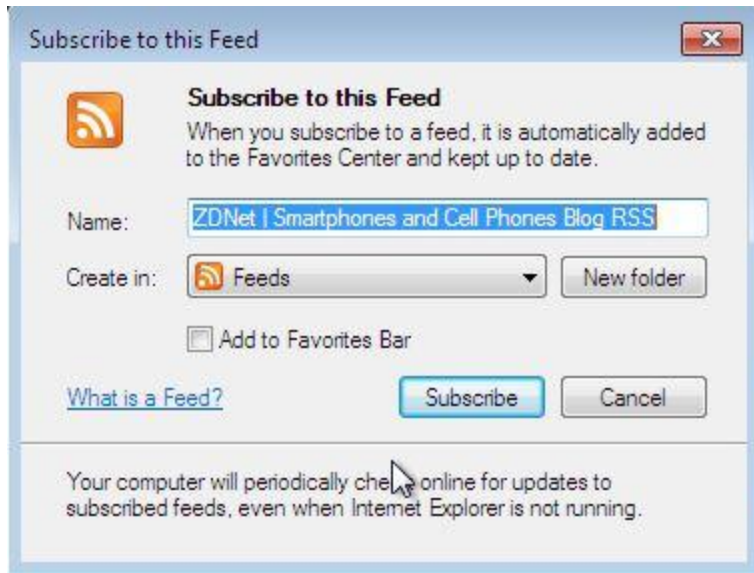 Subscribe to this Feed
Subscribe to this Feed
When you subscribe to a feed, it is automatically added
to the Favorites Center and kept up to date.
Name: ZDNet | Smartphones and Cell Phones Blog RSS
Create in: Feeds New folder
Add to Favorites Bar
What is a Feed? Subscribe Cancel
Your computer will periodically check online for updates to
subscribed feeds, even when Internet Explorer is not running.